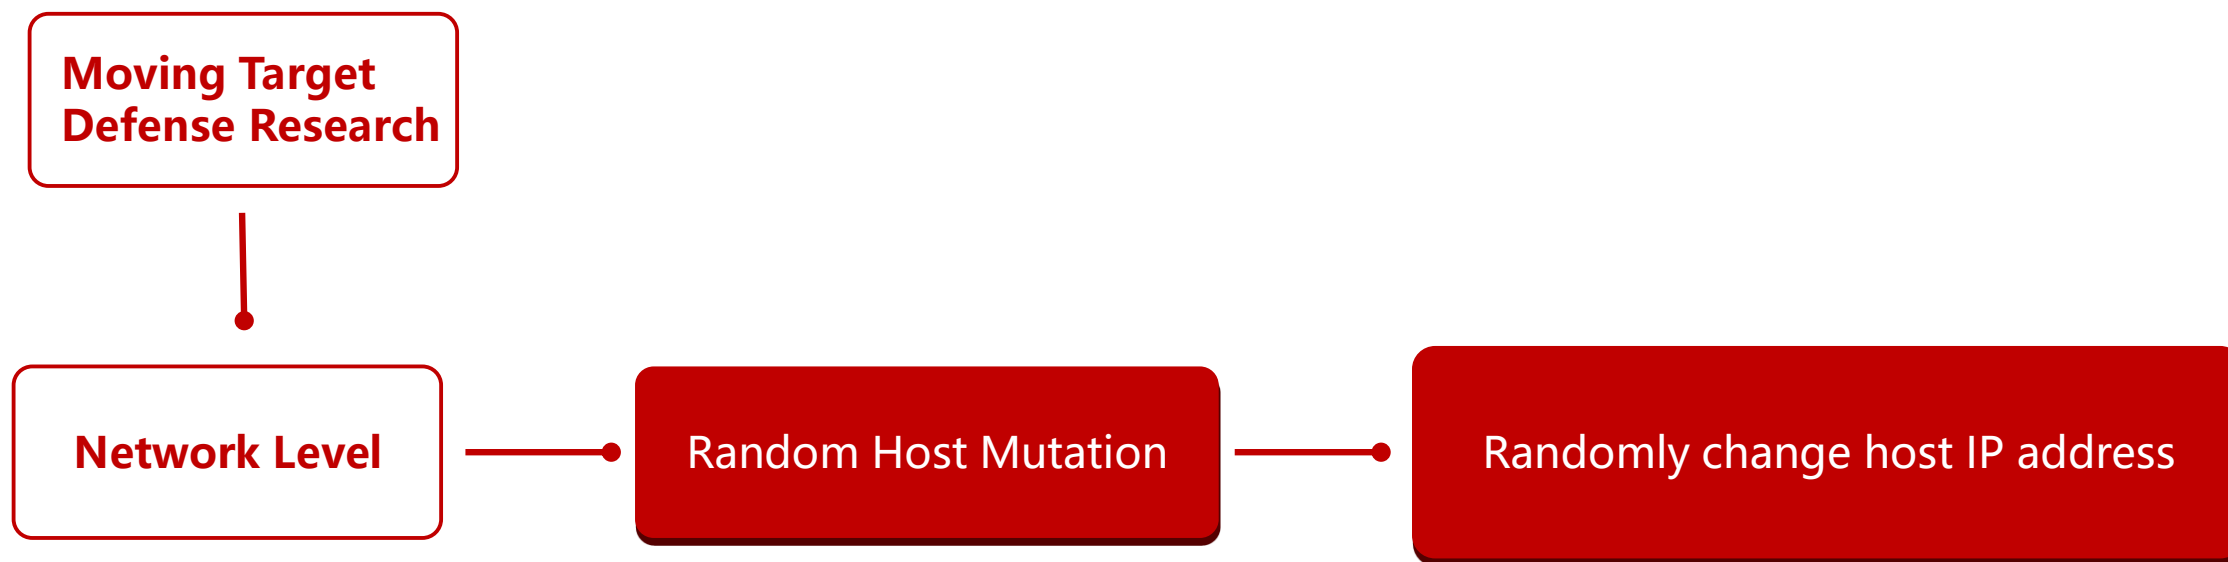 Moving Target
Defense Research
Network Level
Random Host Mutation
Randomly change host IP address